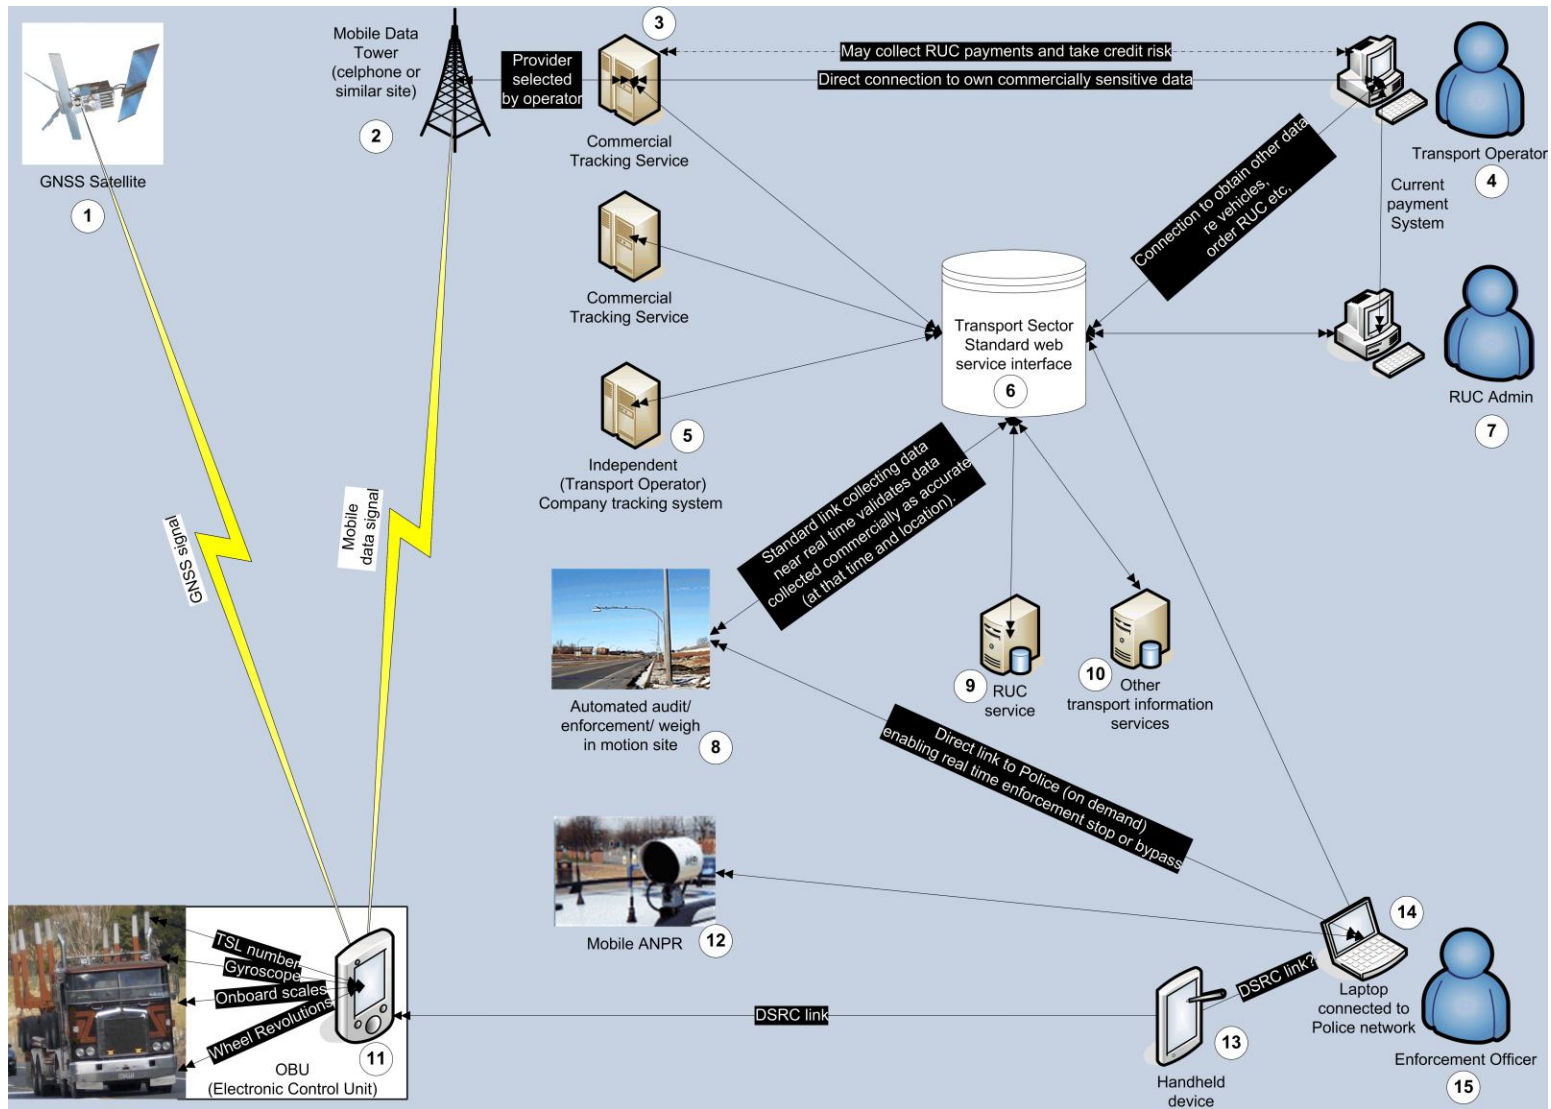 GNSS Satellite
1
Mobile Data
Tower
(celphone or
similar site)
2
Provider
selected
by operator
3
Commercial
Tracking Service
May collect RUC payments and take credit risk
Direct connection to own commercially sensitive data
Transport Operator
4
Current
payment
System
Connection to obtain other data
re vehicles,
order RUC etc,
Commercial
Tracking Service
Transport Sector
Standard web
service interface
6
RUC Admin
7
5
Independent
(Transport Operator)
Company tracking system
GNSS signal
Mobile
data signal
Standard link collecting data
near real time validates data
collected commercially as accurate
(at that time and location).
Automated audit/
enforcement/ weigh
in motion site
8
9
RUC
service
10
Other
transport information
services
Direct link to Police (on demand)
enabling real time enforcement stop or bypass
Mobile ANPR
12
TSL number
Gyroscope
Onboard scales
Wheel Revolutions
11
OBU
(Electronic Control Unit)
DSRC link
13
Handheld
device
DSRC link?
14
Laptop
connected to
Police network
Enforcement Officer
15